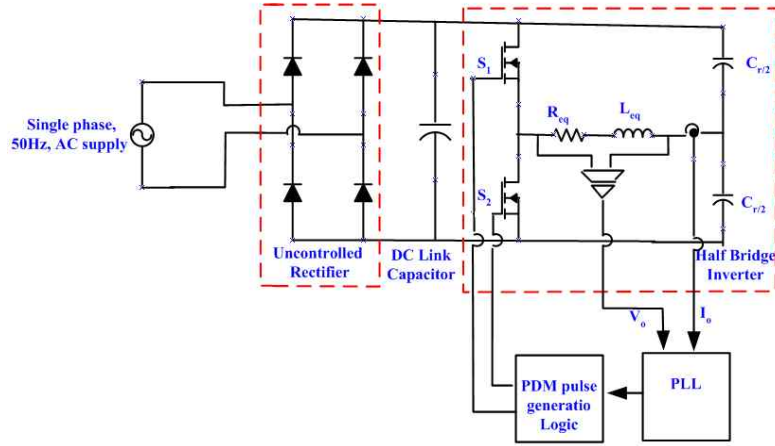 Single phase,
50Hz, AC supply
Uncontrolled
Rectifier
DC Link
Capacitor
S1
S2
Req
Leq
Cr/2
Cr/2
Half Bridge
Inverter
Vo
Io
PDM pulse
generatio
Logic
PLL